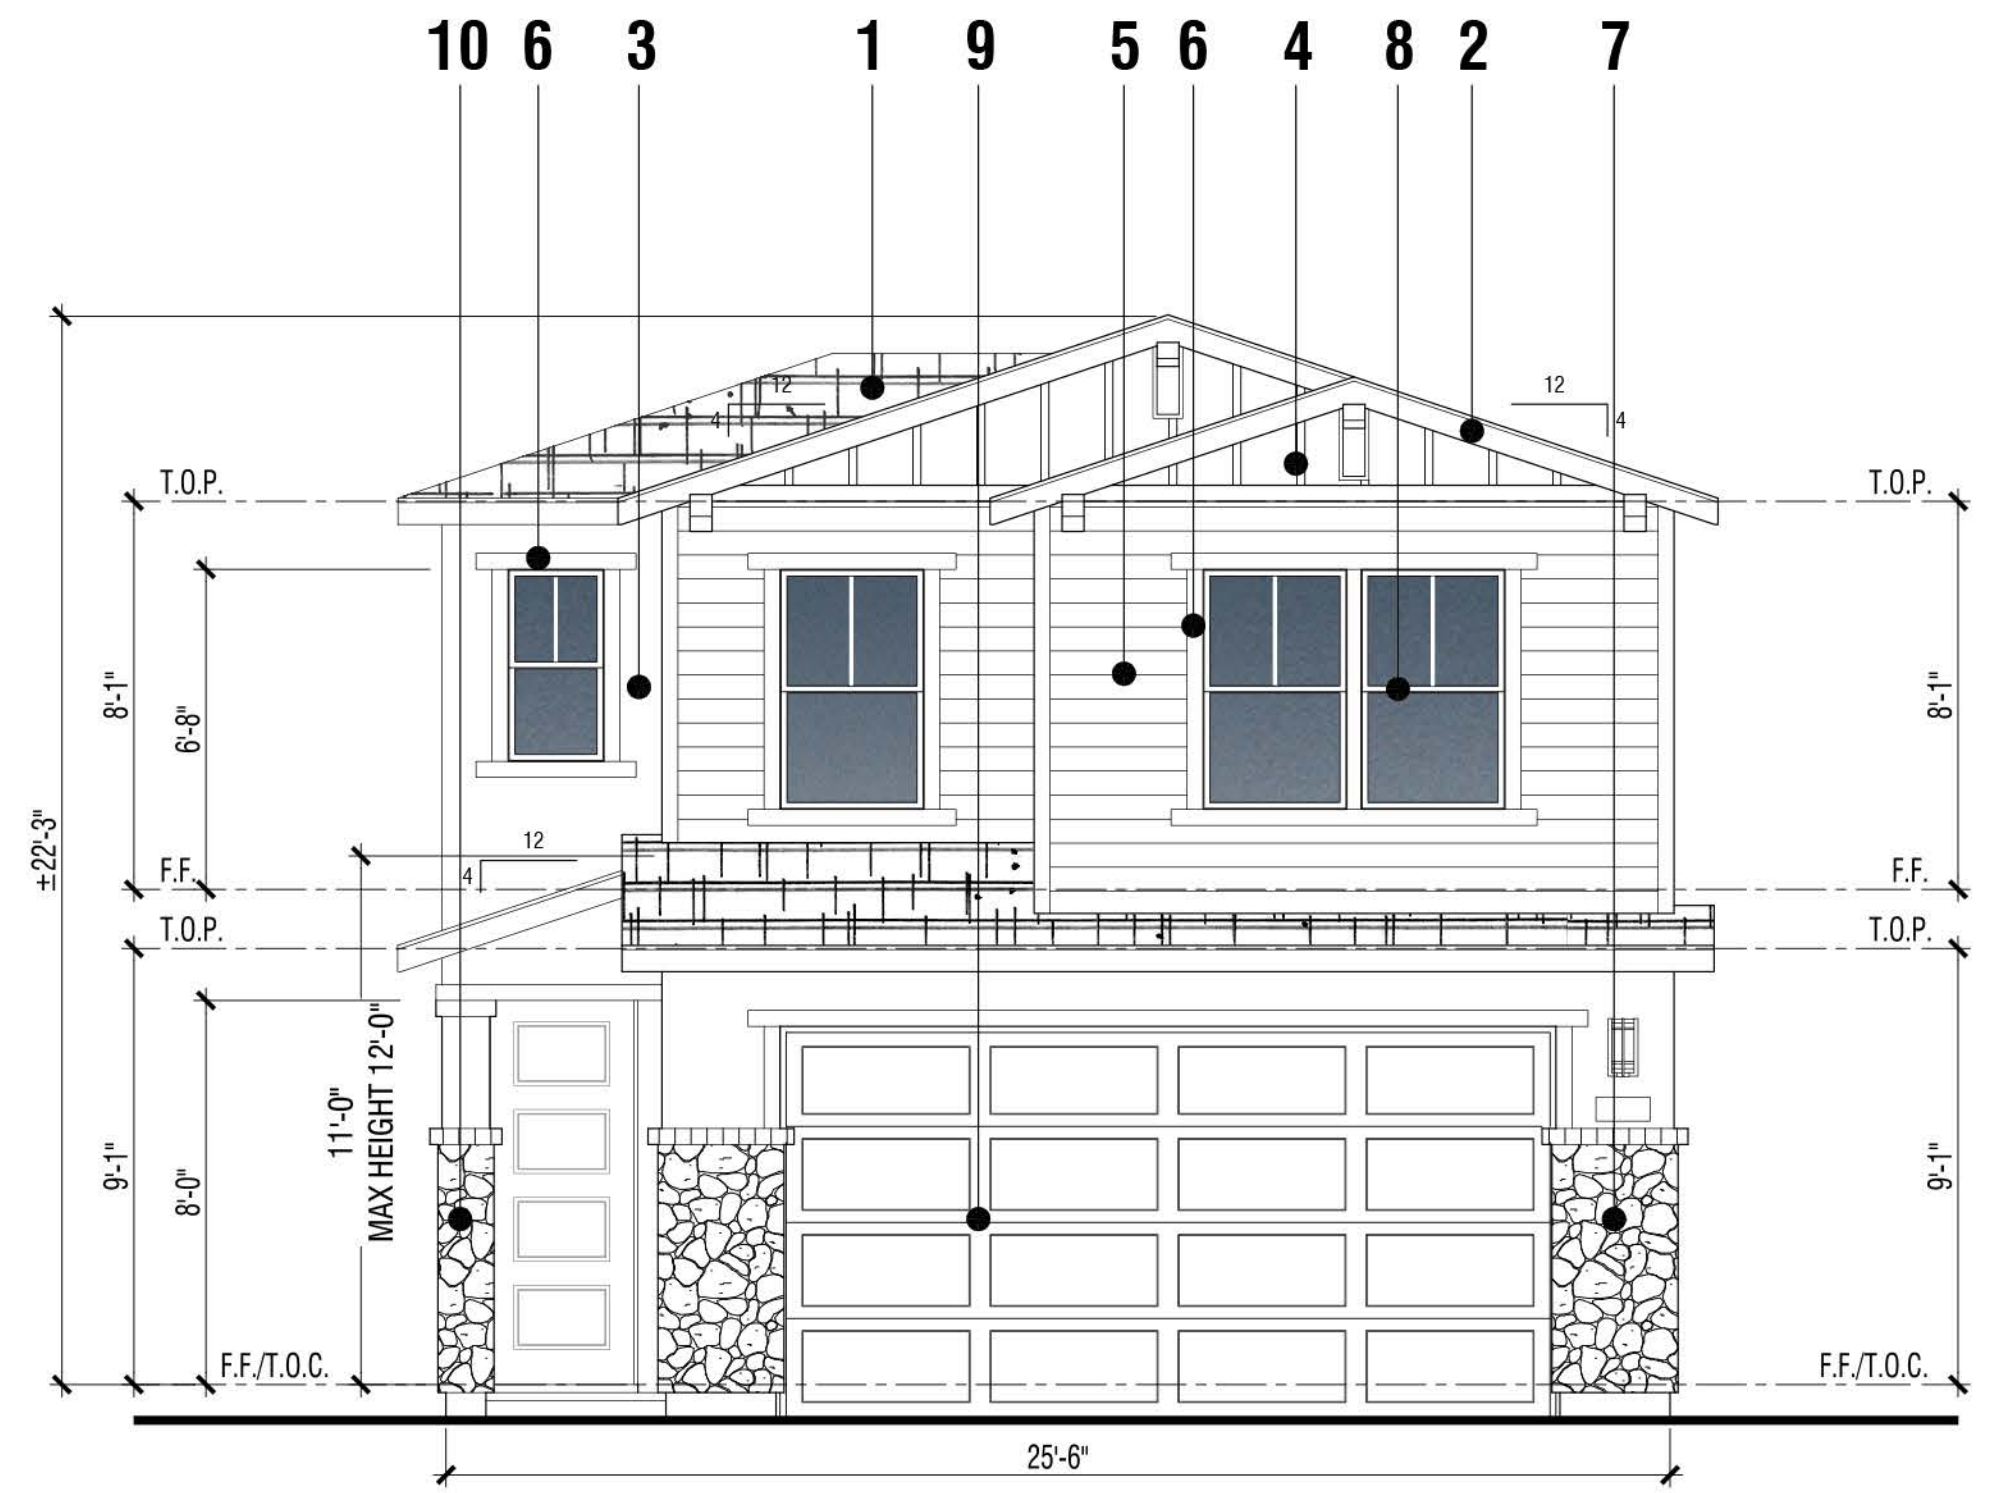 10 6 3 1 9 5 6 4 8 2 7
12 12
4 4
T.O.P. T.O.P.
8'-1" 6'-8" 8'-1"
±22'-3"
12
4
F.F. F.F.
T.O.P. T.O.P.
9'-1" 8'-0" 11'-0" 9'-1"
MAX HEIGHT 12'-0"
F.F./T.O.C. F.F./T.O.C.
25'-6"